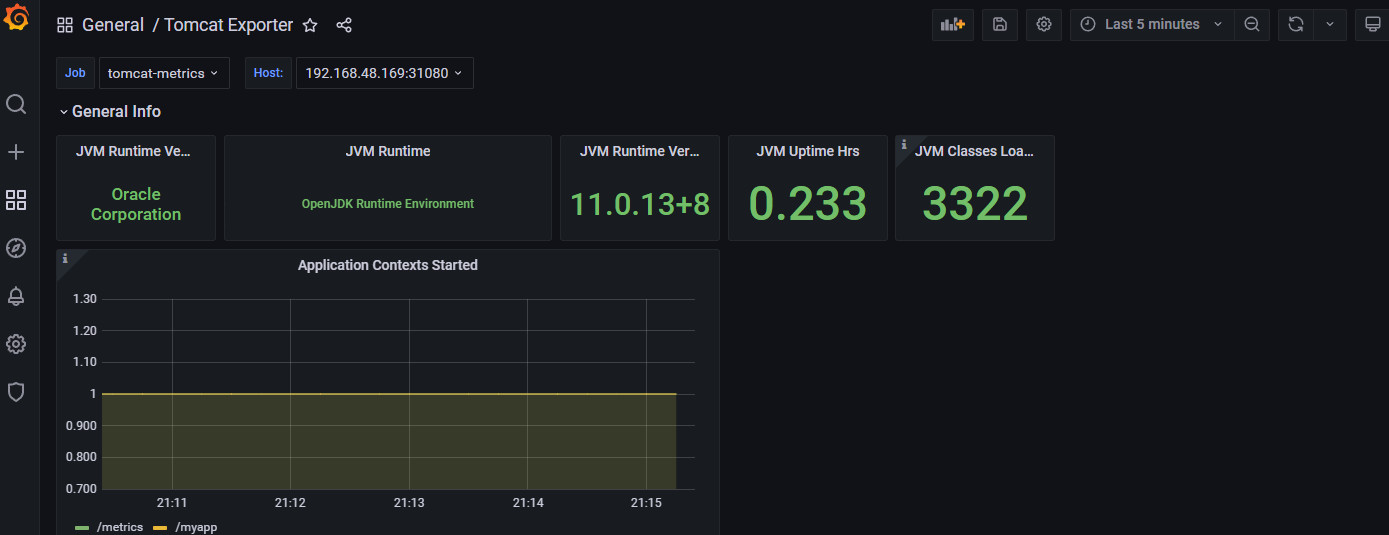 General / Tomcat Exporter
Last 5 minutes
Job tomcat-metrics Host: 192.168.48.169:31080
General Info
JVM Runtime Ve... JVM Runtime JVM Runtime Ver... JVM Uptime Hrs JVM Classes Loa...
Oracle
Corporation
OpenJDK Runtime Environment
11.0.13+8
0.233
3322
Application Contexts Started
1.30
1.20
1.10
1
0.900
0.800
0.700
21:11 21:12 21:13 21:14 21:15
/metrics /myapp